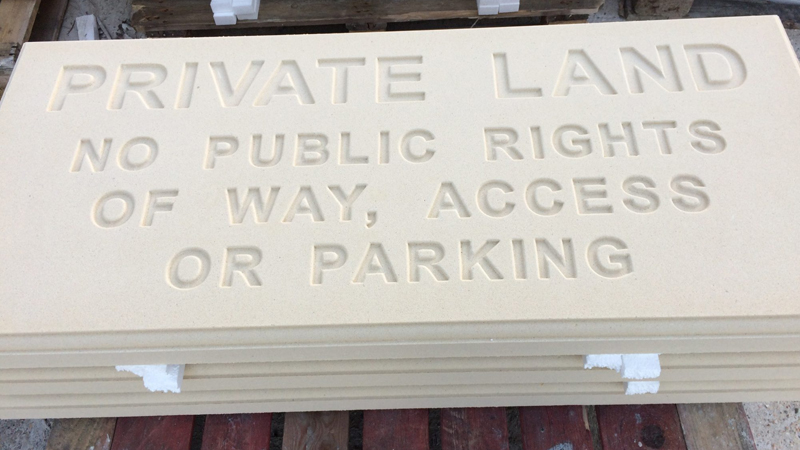 PRIVATE LAND
NO PUBLIC RIGHTS
OF WAY, ACCESS
OR PARKING